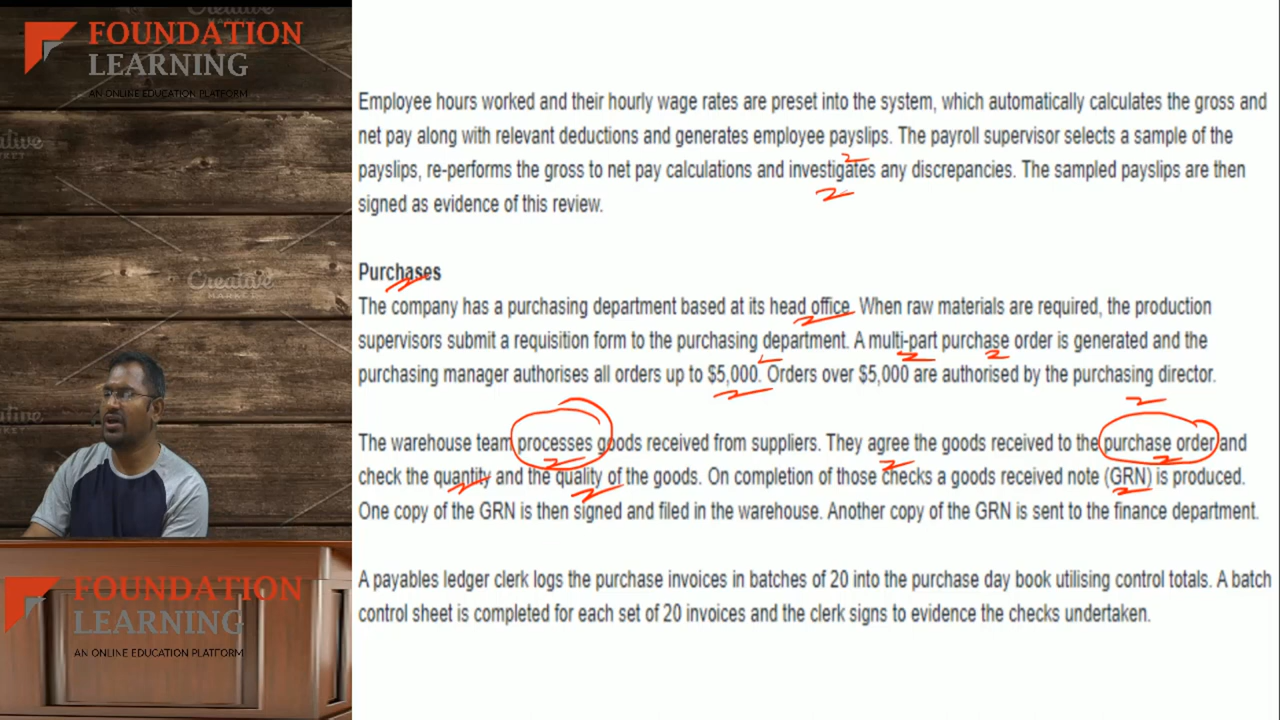 FOUNDATION
LEARNING
AN ONLINE EDUCATION PLATFORM
Creative
MARKET
Employee hours worked and their hourly wage rates are preset into the system, which automatically calculates the gross and
net pay along with relevant deductions and generates employee payslips. The payroll supervisor selects a sample of the
payslips, re-performs the gross to net pay calculations and investigates any discrepancies. The sampled payslips are then
signed as evidence of this review.
Purchases
The company has a purchasing department based at its head office. When raw materials are required, the production
supervisors submit a requisition form to the purchasing department. A multi-part purchase order is generated and the
purchasing manager authorises all orders up to $5,000. Orders over $5,000 are authorised by the purchasing director.
The warehouse team processes goods received from suppliers. They agree the goods received to the purchase order and
check the quantity and the quality of the goods. On completion of those checks a goods received note (GRN) is produced.
One copy of the GRN is then signed and filed in the warehouse. Another copy of the GRN is sent to the finance department.
A payables ledger clerk logs the purchase invoices in batches of 20 into the purchase day book utilising control totals. A batch
control sheet is completed for each set of 20 invoices and the clerk signs to evidence the checks undertaken.
FOUNDATION
LEARNING
AN ONLINE EDUCATION PLATFORM